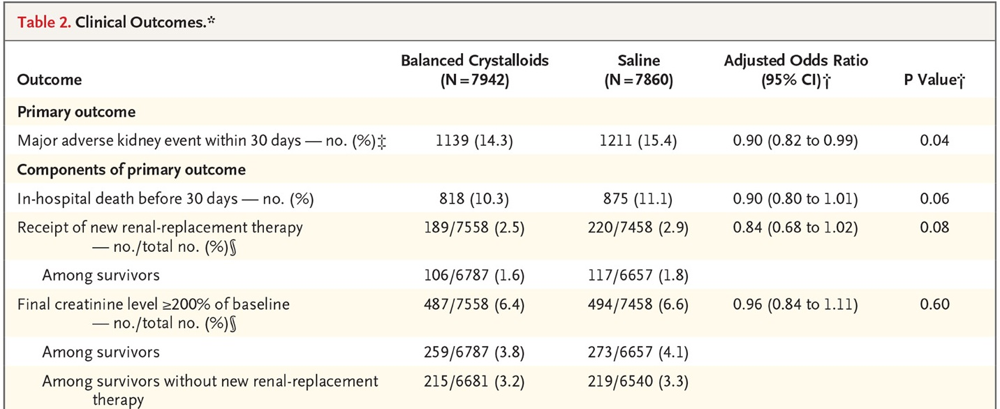 Table 2. Clinical Outcomes.*
Outcome Balanced Crystalloids (N=7942) Saline (N=7860) Adjusted Odds Ratio (95% CI)† P Value†
Primary outcome
Major adverse kidney event within 30 days — no. (%)‡ 1139 (14.3) 1211 (15.4) 0.90 (0.82 to 0.99) 0.04
Components of primary outcome
In-hospital death before 30 days — no. (%) 818 (10.3) 875 (11.1) 0.90 (0.80 to 1.01) 0.06
Receipt of new renal-replacement therapy 189/7558 (2.5) 220/7458 (2.9) 0.84 (0.68 to 1.02) 0.08
— no./total no. (%)§
Among survivors 106/6787 (1.6) 117/6657 (1.8)
Final creatinine level ≥200% of baseline 487/7558 (6.4) 494/7458 (6.6) 0.96 (0.84 to 1.11) 0.60
— no./total no. (%)§
Among survivors 259/6787 (3.8) 273/6657 (4.1)
Among survivors without new renal-replacement 215/6681 (3.2) 219/6540 (3.3)
therapy